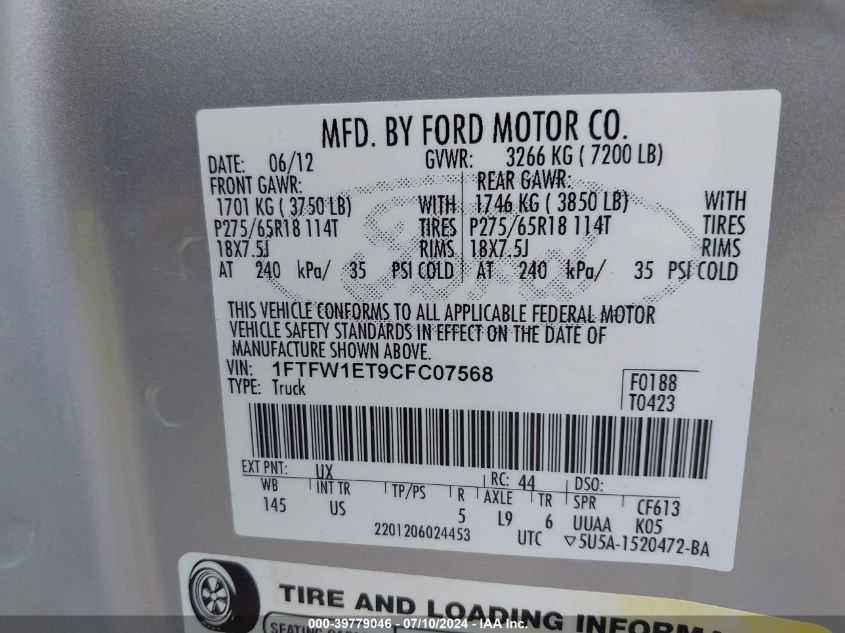 MFD. BY FORD MOTOR CO.
DATE: 06/12 GVWR: 3266 KG ( 7200 LB)
FRONT GAWR: REAR GAWR:
1701 KG ( 3750 LB) WITH 1746 KG ( 3850 LB) WITH
P275/65R18 114T TIRES P275/65R18 114T TIRES
18X7.5J RIMS 18X7.5J RIMS
AT 240 kPa/ 35 PSI COLD AT 240 kPa/ 35 PSI COLD
Ford
THIS VEHICLE CONFORMS TO ALL APPLICABLE FEDERAL MOTOR
VEHICLE SAFETY STANDARDS IN EFFECT ON THE DATE OF
MANUFACTURE SHOWN ABOVE.
VIN: 1FTFW1ET9CFC07568
TYPE: Truck
F0188
T0423
EXT PNT: UX RC: 44 DSO:
WB INT TR TP/PS R AXLE TR SPR CF613
145 US 5 L9 6 UUAA K05
2201206024453 UTC ▽5U5A-1520472-BA
TIRE AND LOADING
000-39779046 - 07/10/2024 - IAA Inc.